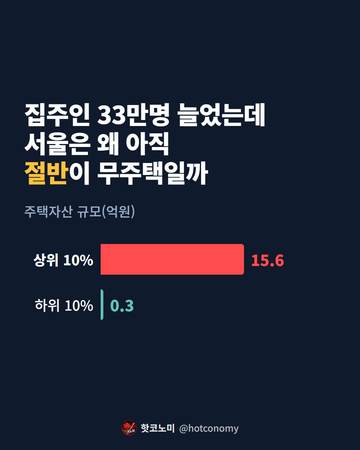 집주인 33만명 늘었는데
서울은 왜 아직
절반이 무주택일까
주택자산 규모(억원)
상위 10% 15.6
하위 10% 0.3
핫코노미 @hotconomy